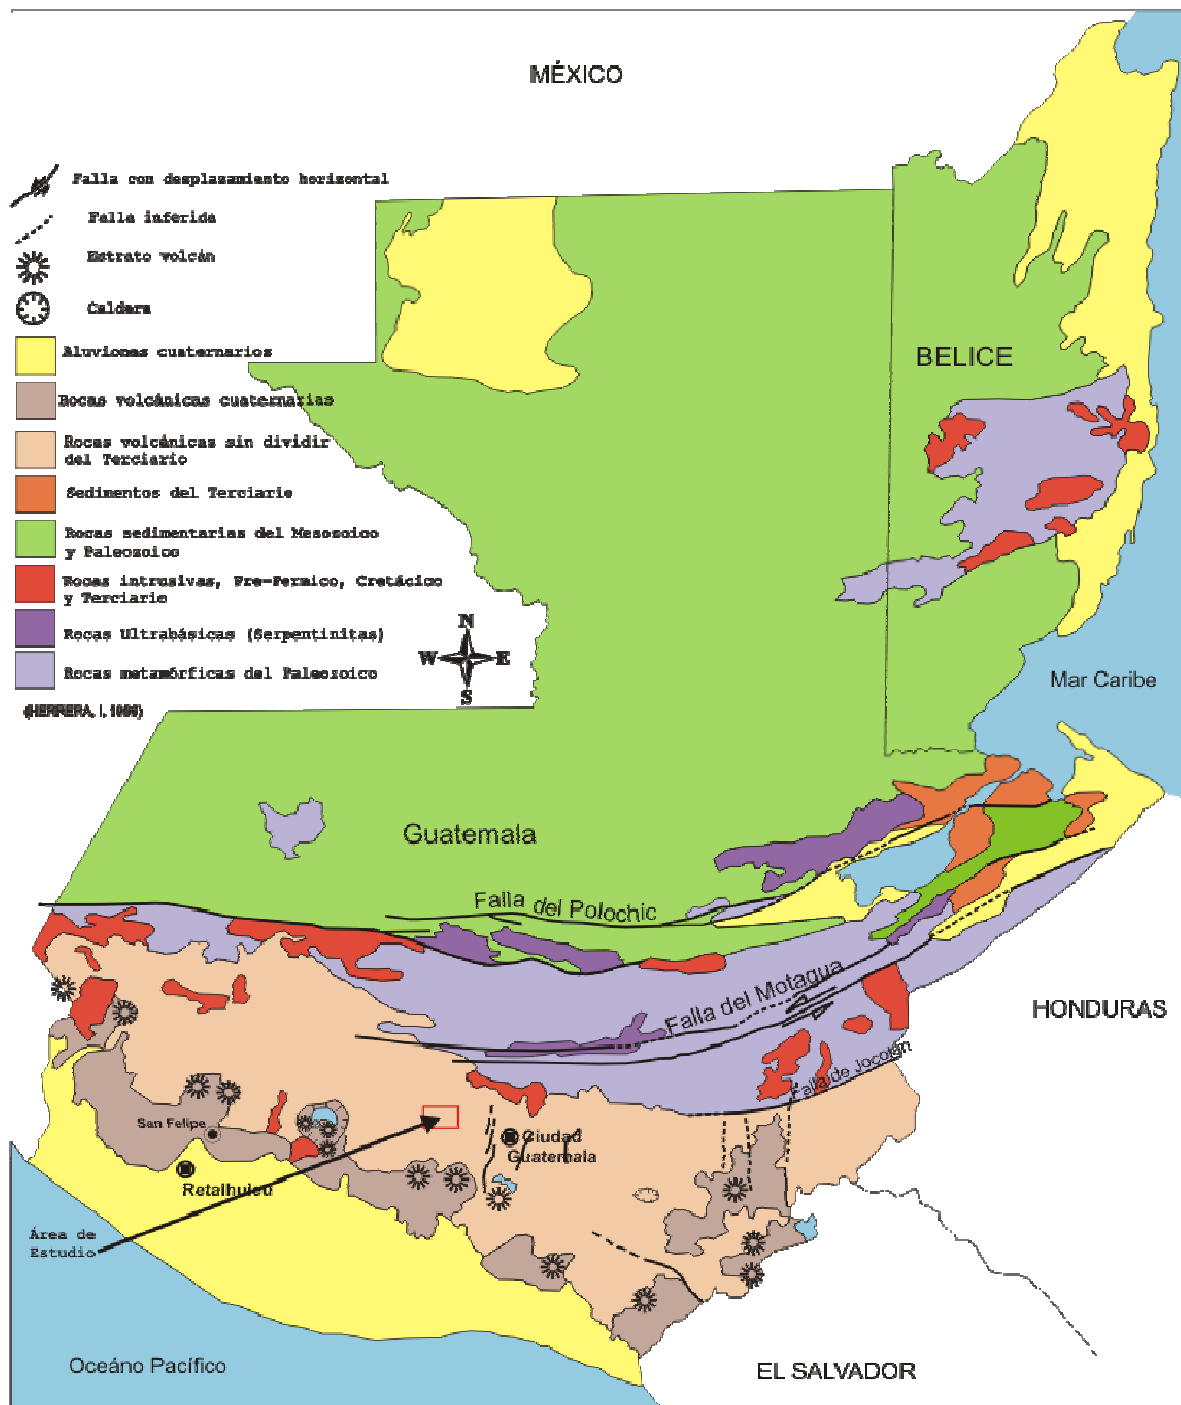 MÉXICO
Falla con desplazamiento horizontal
Falla inferida
Estrato volcán
Caldera
Aluviones cuaternarios
Rocas volcánicas cuaternarias
Rocas volcánicas sin dividir
del Terciario
Sedimentos del Terciario
Rocas sedimentarias del Mesozoico
y Paleozoico
Rocas intrusivas, Pre-Permico, Cretácico
y Terciario
Rocas Ultrabásicas (Serpentinitas)
Rocas metamórficas del Paleozoico
(HERRERA, I,
N
W E
S
BELICE
Mar Caribe
Guatemala
Falla del Polochic
Falla del Motagua
HONDURAS
Falla de Jocotán
San Felipe
Ciudad
Guatemala
Retalhuleu
Área de
Estudio
Oceáno Pacífico
EL SALVADOR